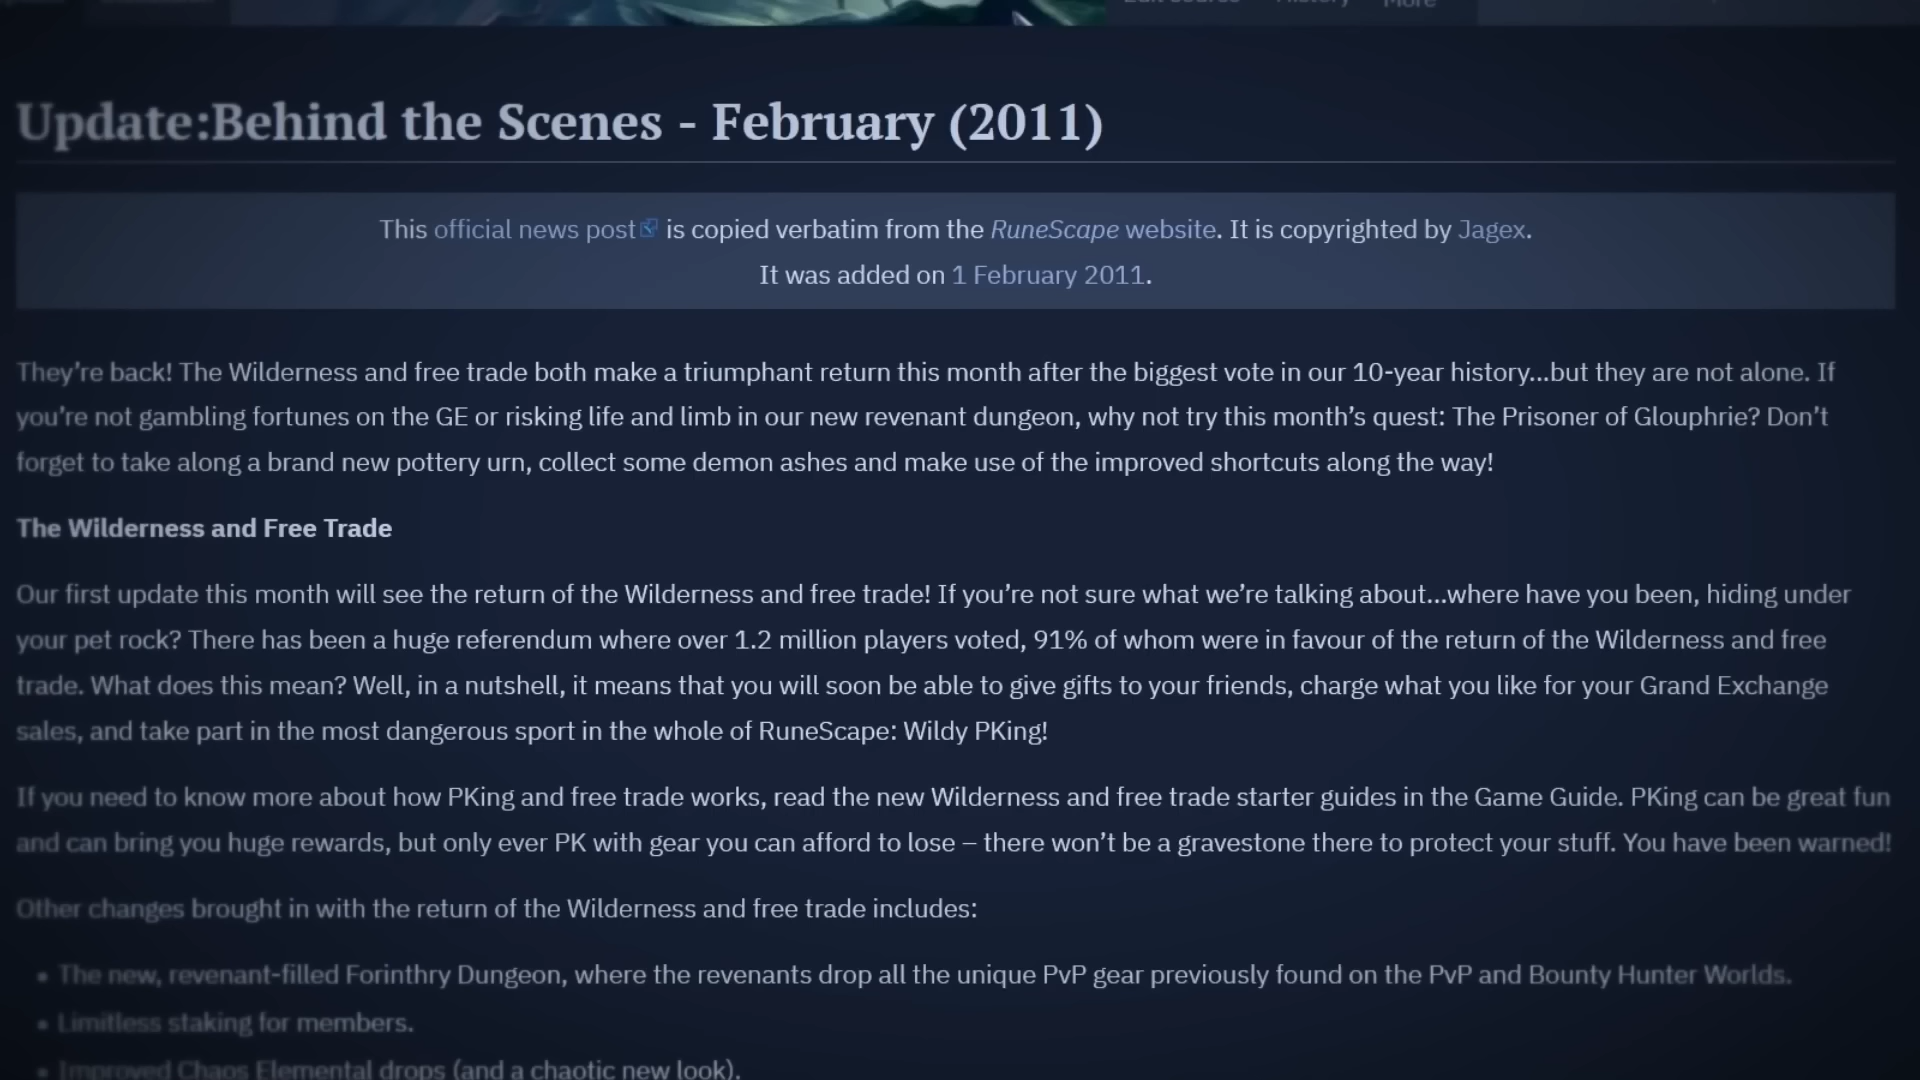 Update:Behind the Scenes - February (2011)
This official news post is copied verbatim from the RuneScape website. It is copyrighted by Jagex.
It was added on 1 February 2011.
They’re back! The Wilderness and free trade both make a triumphant return this month after the biggest vote in our 10-year history...but they are not alone. If
you’re not gambling fortunes on the GE or risking life and limb in our new revenant dungeon, why not try this month’s quest: The Prisoner of Glouphrie? Don’t
forget to take along a brand new pottery urn, collect some demon ashes and make use of the improved shortcuts along the way!
The Wilderness and Free Trade
Our first update this month will see the return of the Wilderness and free trade! If you’re not sure what we’re talking about...where have you been, hiding under
your pet rock? There has been a huge referendum where over 1.2 million players voted, 91% of whom were in favour of the return of the Wilderness and free
trade. What does this mean? Well, in a nutshell, it means that you will soon be able to give gifts to your friends, charge what you like for your Grand Exchange
sales, and take part in the most dangerous sport in the whole of RuneScape: Wildy PKing!
If you need to know more about how PKing and free trade works, read the new Wilderness and free trade starter guides in the Game Guide. PKing can be great fun
and can bring you huge rewards, but only ever PK with gear you can afford to lose – there won’t be a gravestone there to protect your stuff. You have been warned!
Other changes brought in with the return of the Wilderness and free trade includes:
• The new, revenant-filled Forinthry Dungeon, where the revenants drop all the unique PvP gear previously found on the PvP and Bounty Hunter Worlds.
• Limitless staking for members.
• Improved Chaos Elemental drops (and a chaotic new look).